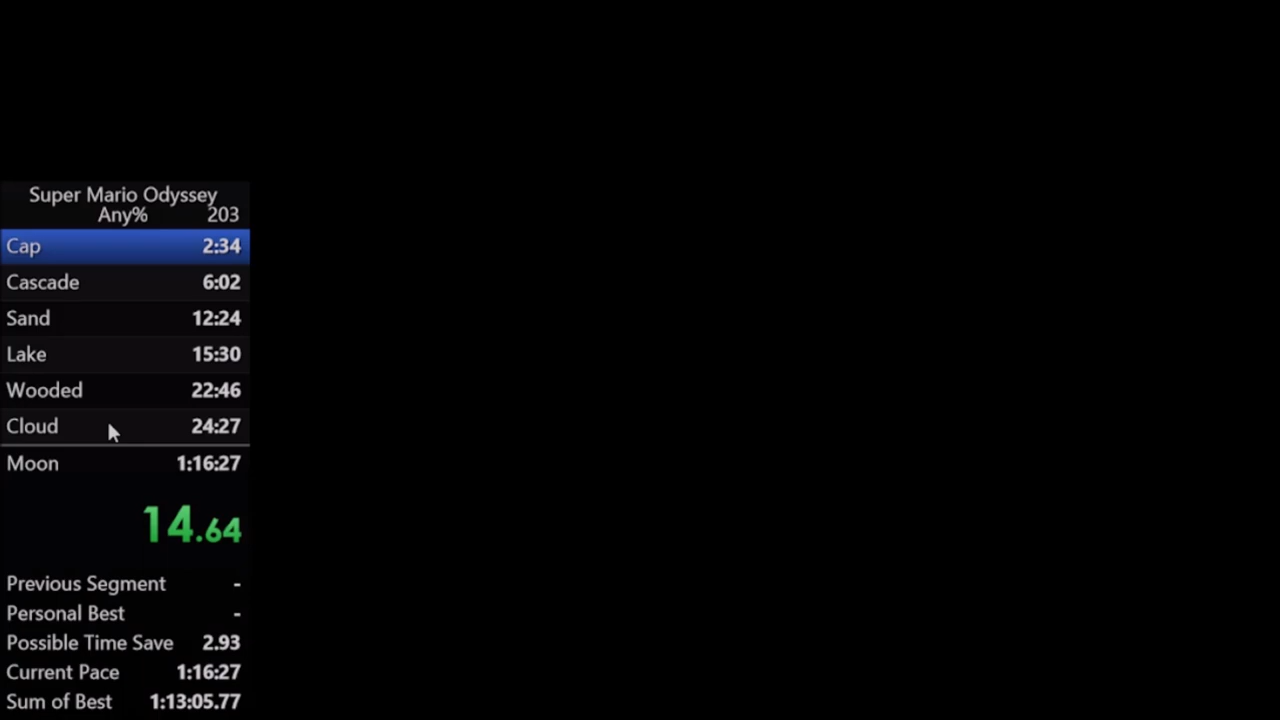 Super Mario Odyssey
Any% 203
Cap 2:34
Cascade 6:02
Sand 12:24
Lake 15:30
Wooded 22:46
Cloud 24:27
Moon 1:16:27
14.64
Previous Segment -
Personal Best -
Possible Time Save 2.93
Current Pace 1:16:27
Sum of Best 1:13:05.77